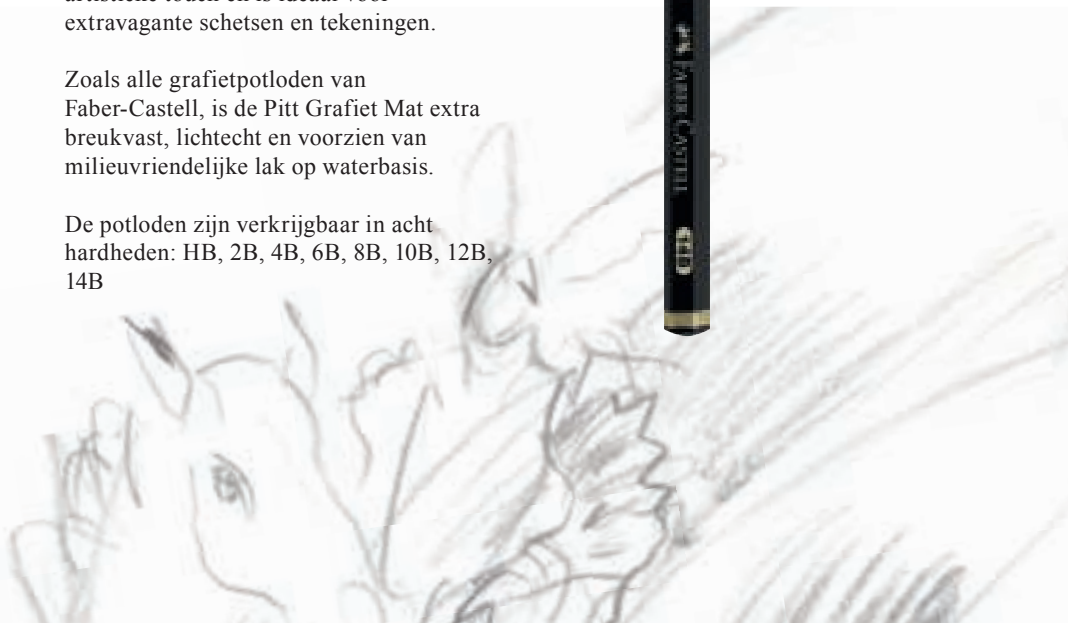 extravagante schetsen en tekeningen.
Zoals alle grafietpotloden van
Faber-Castell, is de Pitt Grafiet Mat extra
breukvast, lichtecht en voorzien van
milieuvriendelijke lak op waterbasis.
De potloden zijn verkrijgbaar in acht
hardheden: HB, 2B, 4B, 6B, 8B, 10B, 12B,
14B
FABER-CASTELL